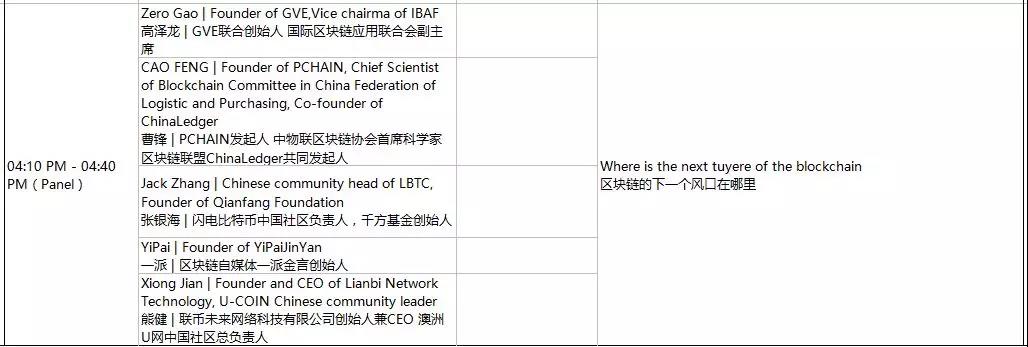 04:10 PM - 04:40
PM ( Panel )
Zero Gao | Founder of GVE,Vice chairma of IBAF
高泽龙 | GVE联合创始人 国际区块链应用联合会副主
席
CAO FENG | Founder of PCHAIN, Chief Scientist
of Blockchain Committee in China Federation of
Logistic and Purchasing, Co-founder of
ChinaLedger
曹锋 | PCHAIN发起人 中物联区块链协会首席科学家
区块链联盟ChinaLedger共同发起人
Jack Zhang | Chinese community head of LBTC,
Founder of Qianfang Foundation
张银海 | 闪电比特币中国社区负责人，千方基金创始人
YiPai | Founder of YiPaiJinYan
一派 | 区块链自媒体一派金言创始人
Xiong Jian | Founder and CEO of Lianbi Network
Technology, U-COIN Chinese community leader
熊健 | 联币未来网络科技有限公司创始人兼CEO 澳洲
U网中国社区总负责人
Where is the next tuyere of the blockchain
区块链的下一个风口在哪里